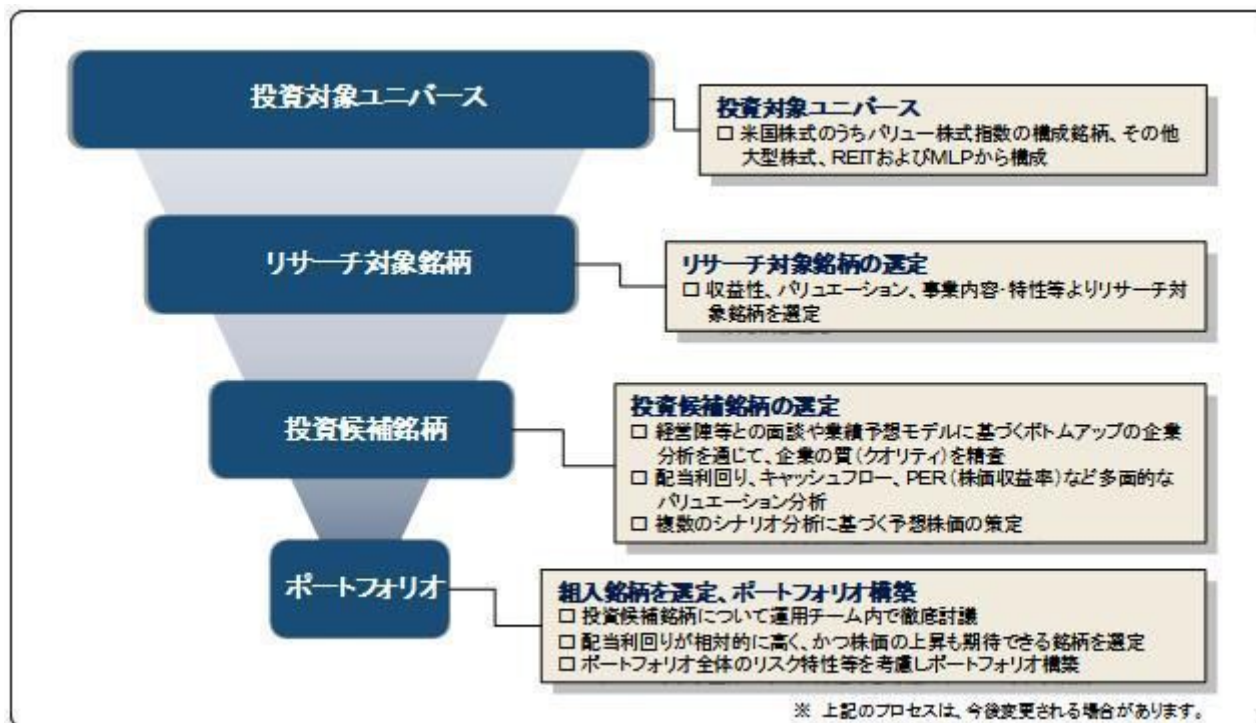 投資対象ユニバース
投資対象ユニバース
□ 米国株式のうちバリュー株式指数の構成銘柄、その他
大型株式、REITおよびMLPから構成
リサーチ対象銘柄
リサーチ対象銘柄の選定
□ 収益性、バリュエーション、事業内容・特性等よりリサーチ対
象銘柄を選定
投資候補銘柄
投資候補銘柄の選定
□ 経営陣等との面談や業績予想モデルに基づくボトムアップの企業
分析を通じて、企業の質(クオリティ)を精査
□ 配当利回り、キャッシュフロー、PER(株価収益率)など多面的な
バリュエーション分析
□ 複数のシナリオ分析に基づく予想株価の策定
ポートフォリオ
組入銘柄を選定、ポートフォリオ構築
□ 投資候補銘柄について運用チーム内で徹底討議
□ 配当利回りが相対的に高く、かつ株価の上昇も期待できる銘柄を選定
□ ポートフォリオ全体のリスク特性等を考慮しポートフォリオ構築
※ 上記のプロセスは、今後変更される場合があります。